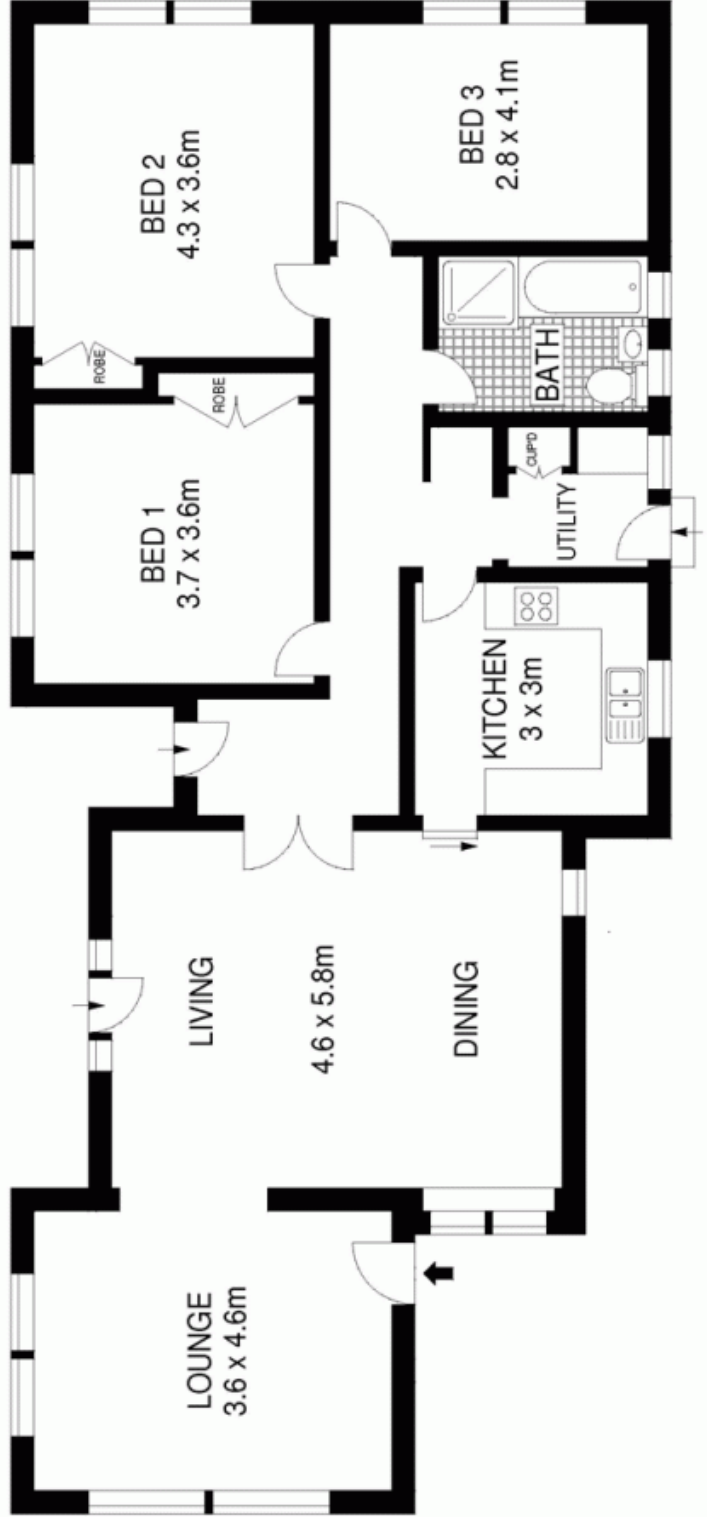 BED 2
4.3 x 3.6m
BED 3
2.8 x 4.1m
ROBE
ROBE
BATH
BED 1
3.7 x 3.6m
CUP'D
UTILITY
KITCHEN
3 x 3m
LIVING
4.6 x 5.8m
DINING
LOUNGE
3.6 x 4.6m